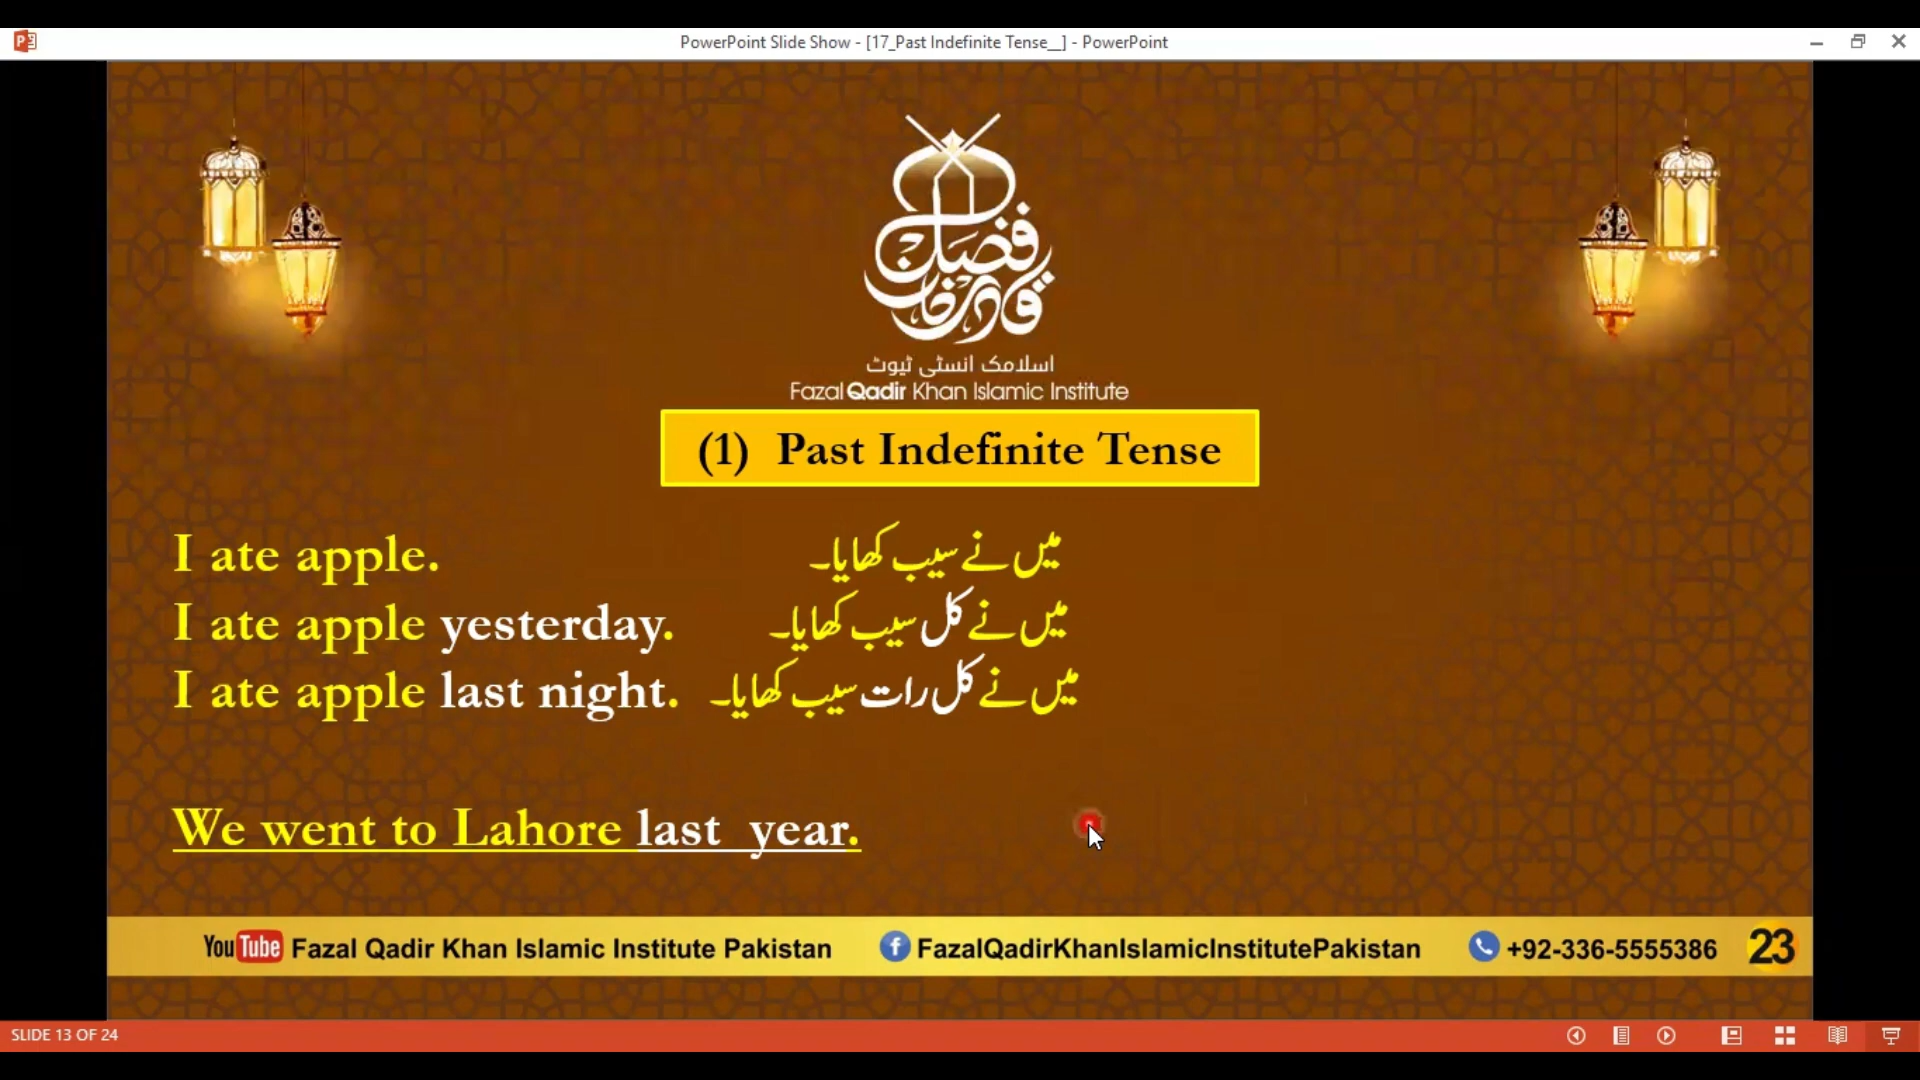 PowerPoint Slide Show - [17_Past Indefinite Tense_] - PowerPoint
فضل قادر خان
اسلامک انسٹی ٹیوٹ
Fazal Qadir Khan Islamic Institute
(1) Past Indefinite Tense
I ate apple. میں نے سیب کھایا۔
I ate apple yesterday. میں نے کل سیب کھایا۔
I ate apple last night. میں نے کل رات سیب کھایا۔
We went to Lahore last year.
YouTube Fazal Qadir Khan Islamic Institute Pakistan FazalQadirKhanIslamicInstitutePakistan +92-336-5555386 23
SLIDE 13 OF 24